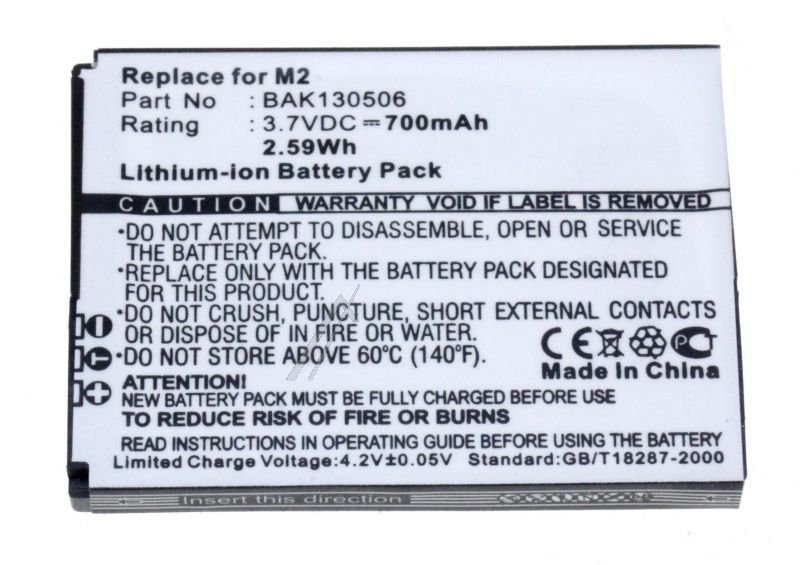 Replace for M2
Part No : BAK130506
Rating : 3.7VDC ⎓ 700mAh
2.59Wh
Lithium-ion Battery Pack
CAUTION WARRANTY VOID IF LABEL IS REMOVED
•DO NOT ATTEMPT TO DISASSEMBLE, OPEN OR SERVICE
THE BATTERY PACK.
•REPLACE ONLY WITH THE BATTERY PACK DESIGNATED
FOR THIS PRODUCT.
•DO NOT CRUSH, PUNCTURE, SHORT EXTERNAL CONTACTS
OR DISPOSE OF IN FIRE OR WATER.
•DO NOT STORE ABOVE 60°C (140°F).
CE
Made In China
ATTENTION!
NEW BATTERY PACK MUST BE FULLY CHARGED BEFORE USE
TO REDUCE RISK OF FIRE OR BURNS
READ INSTRUCTIONS IN OPERATING GUIDE BEFORE USING BATTERY
Limited Charge Voltage:4.2V±0.05V Standard:GB/T18287-2000
Insert this direction